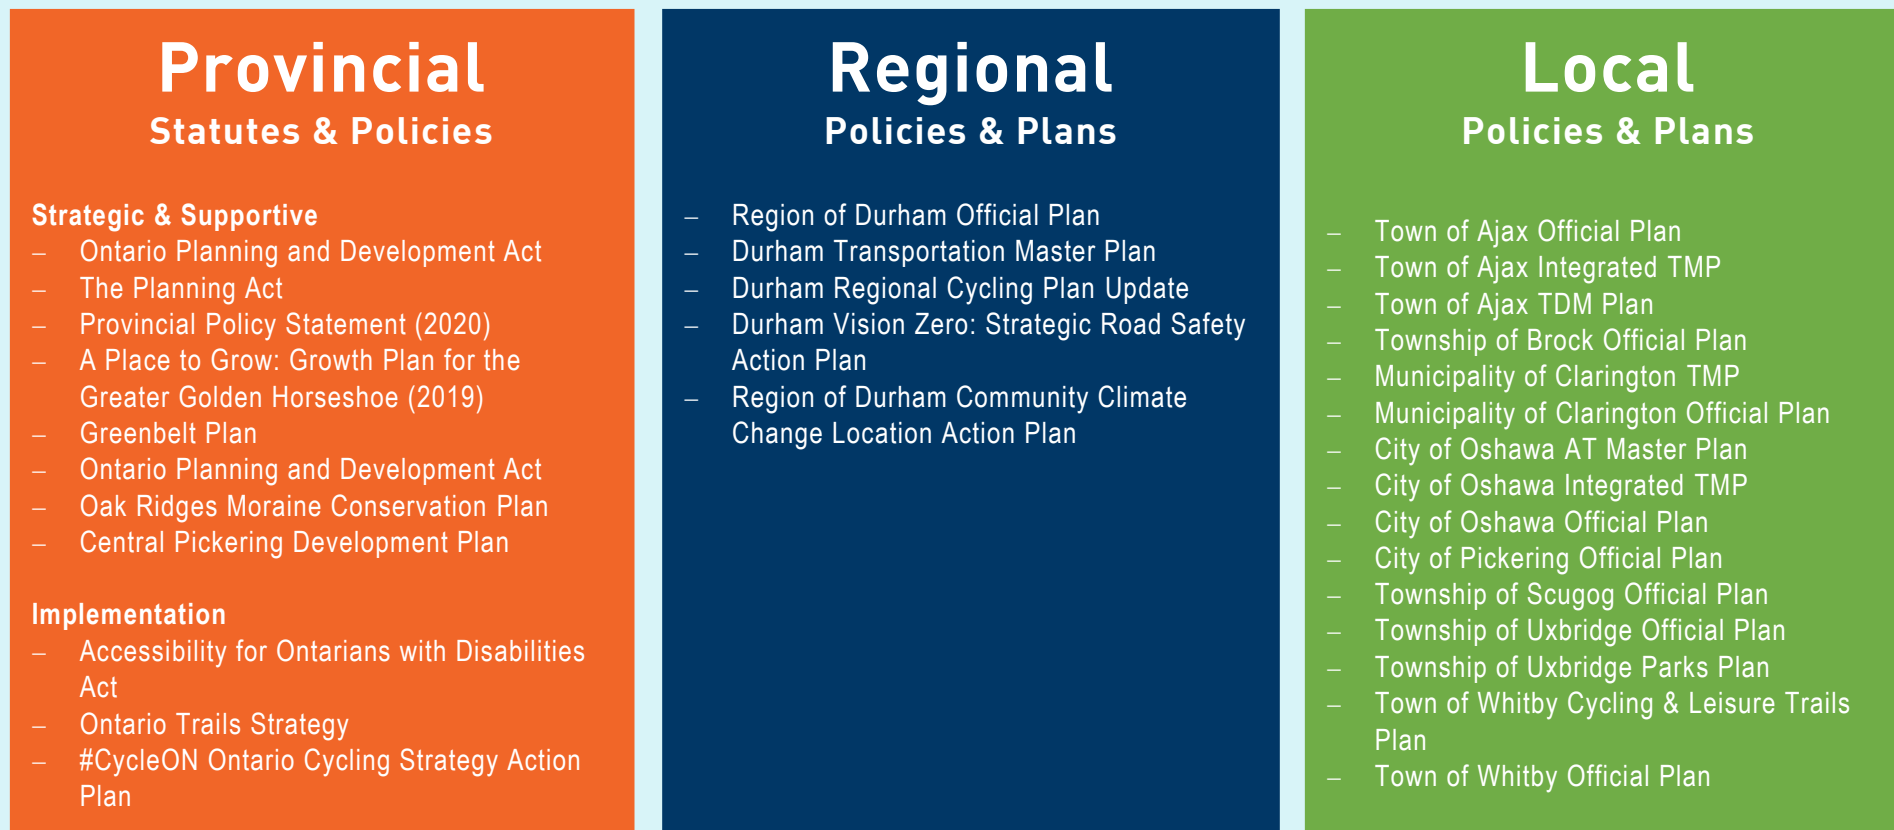 Provincial
Statutes & Policies
Strategic & Supportive
– Ontario Planning and Development Act
– The Planning Act
– Provincial Policy Statement (2020)
– A Place to Grow: Growth Plan for the
Greater Golden Horseshoe (2019)
– Greenbelt Plan
– Ontario Planning and Development Act
– Oak Ridges Moraine Conservation Plan
– Central Pickering Development Plan
Implementation
– Accessibility for Ontarians with Disabilities
Act
– Ontario Trails Strategy
– #CycleON Ontario Cycling Strategy Action
Plan
Regional
Policies & Plans
– Region of Durham Official Plan
– Durham Transportation Master Plan
– Durham Regional Cycling Plan Update
– Durham Vision Zero: Strategic Road Safety
Action Plan
– Region of Durham Community Climate
Change Location Action Plan
Local
Policies & Plans
– Town of Ajax Official Plan
– Town of Ajax Integrated TMP
– Town of Ajax TDM Plan
– Township of Brock Official Plan
– Municipality of Clarington TMP
– Municipality of Clarington Official Plan
– City of Oshawa AT Master Plan
– City of Oshawa Integrated TMP
– City of Oshawa Official Plan
– City of Pickering Official Plan
– Township of Scugog Official Plan
– Township of Uxbridge Official Plan
– Township of Uxbridge Parks Plan
– Town of Whitby Cycling & Leisure Trails
Plan
– Town of Whitby Official Plan